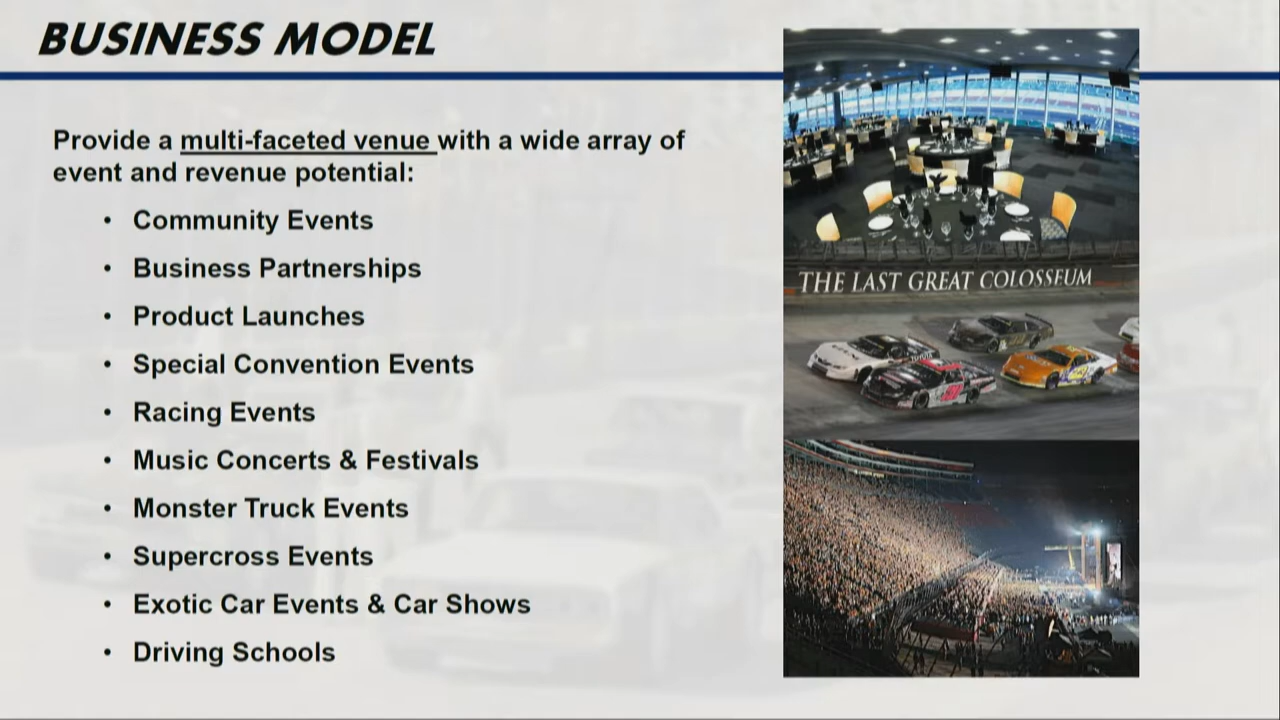 BUSINESS MODEL
Provide a multi-faceted venue with a wide array of
event and revenue potential:
• Community Events
• Business Partnerships
• Product Launches
• Special Convention Events
• Racing Events
• Music Concerts & Festivals
• Monster Truck Events
• Supercross Events
• Exotic Car Events & Car Shows
• Driving Schools
THE LAST GREAT COLOSSEUM
TOYOTA